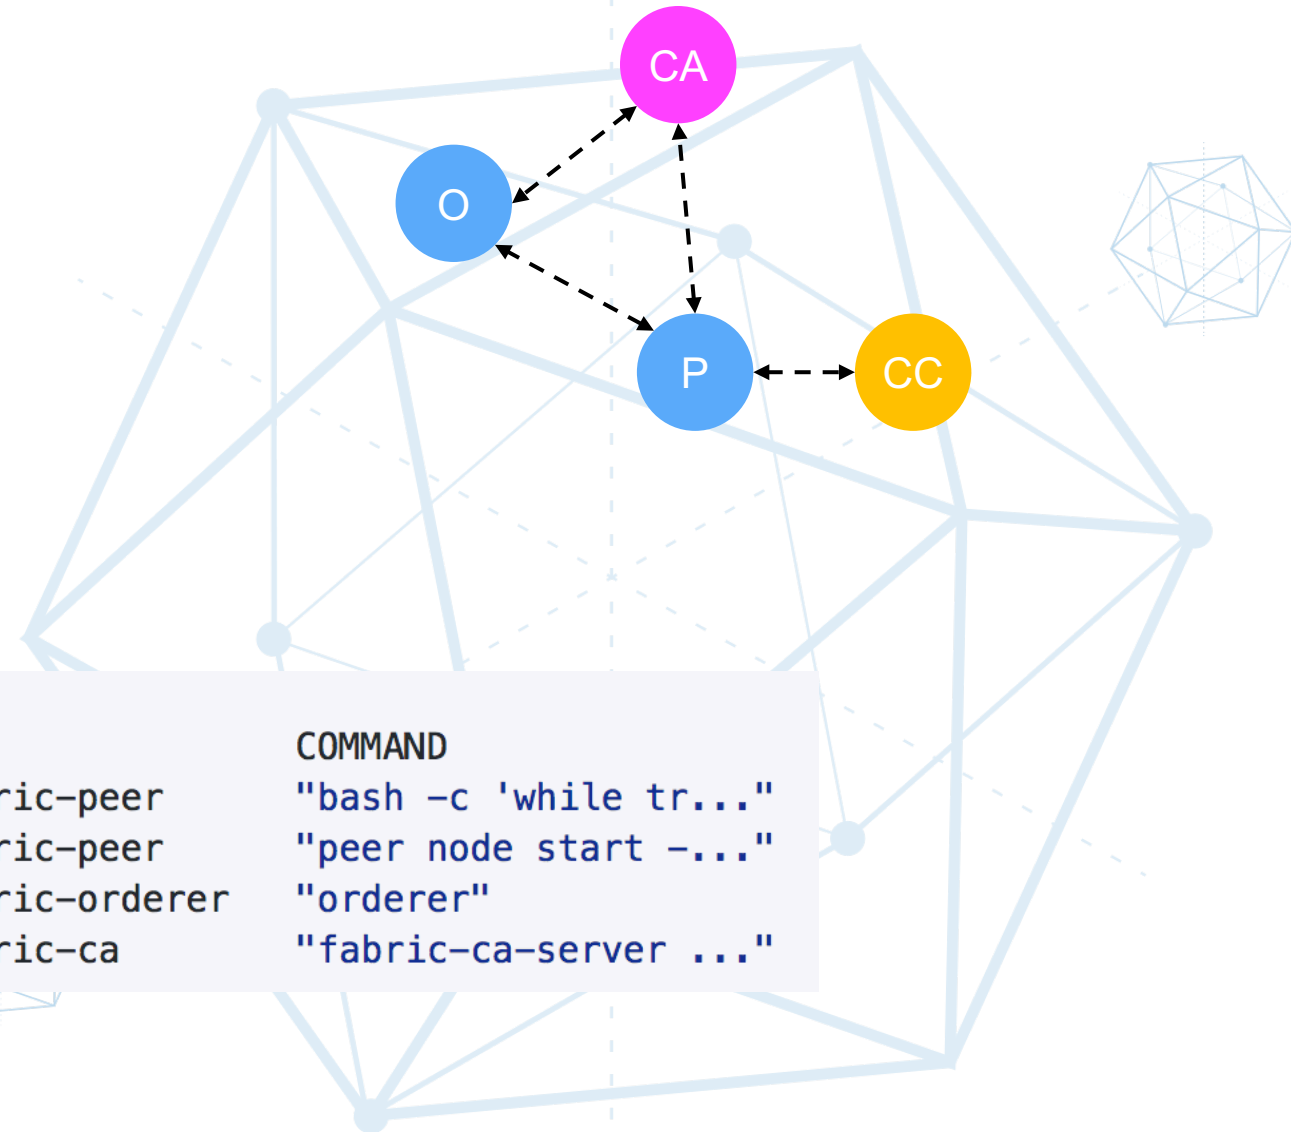 CA
O
P
CC
COMMAND
ric-peer "bash -c 'while tr..."
ric-peer "peer node start -..."
ric-orderer "orderer"
ric-ca "fabric-ca-server ..."